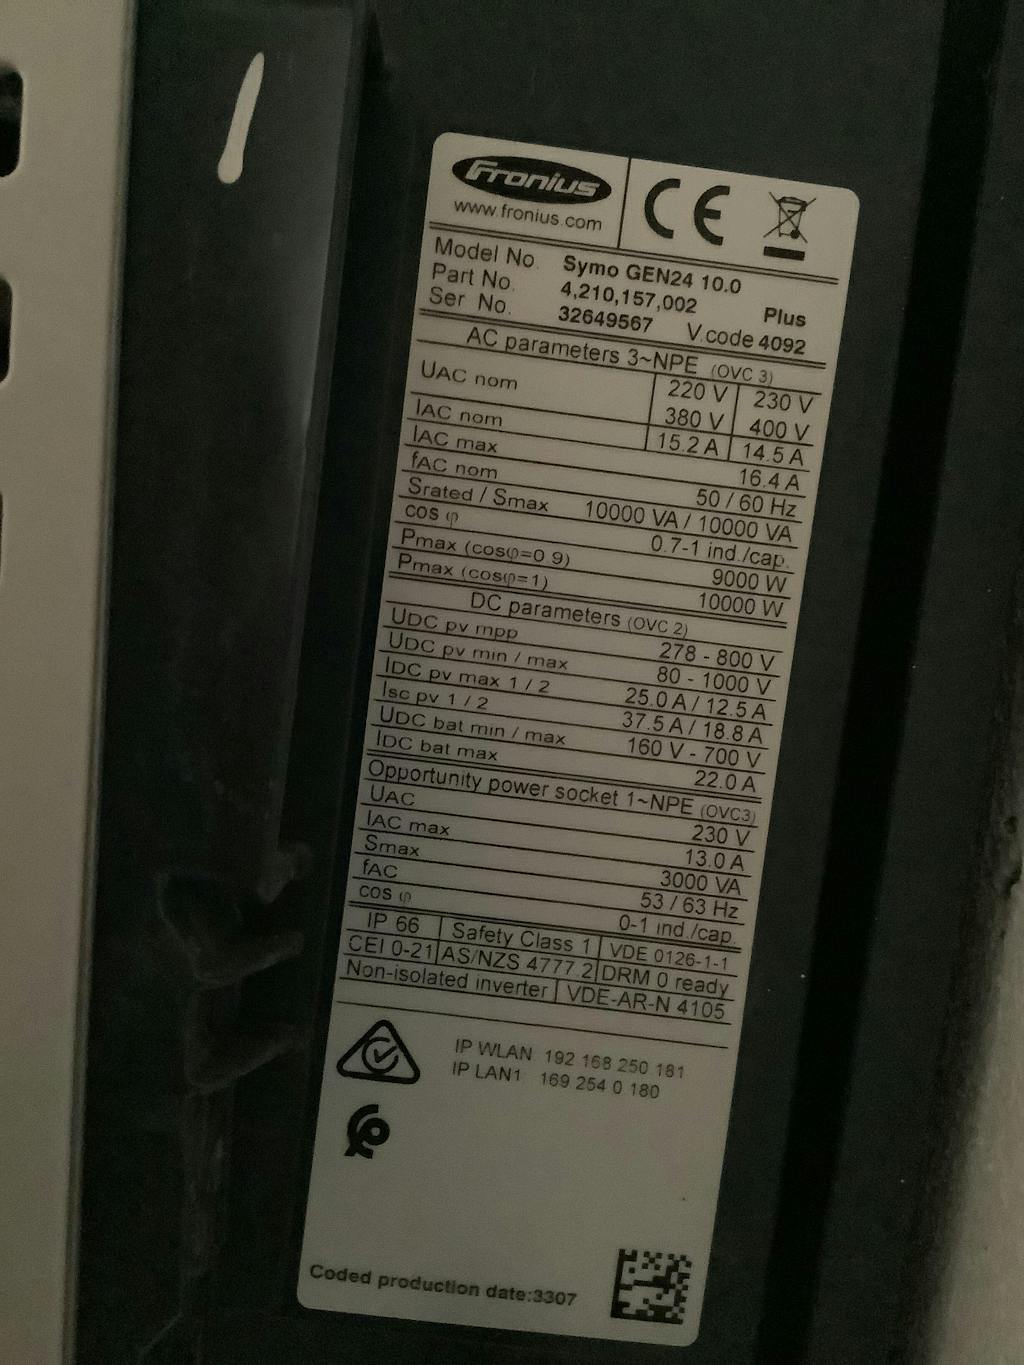 Fronius
www.fronius.com
CE
Model No. Symo GEN24 10.0 Plus
Part No. 4,210,157,002
Ser. No. 32649567 V.code 4092
AC parameters 3~NPE (OVC 3)
UAC nom 220 V 230 V
380 V 400 V
IAC nom 15.2 A 14.5 A
IAC max 16.4 A
fAC nom 50 / 60 Hz
Srated / Smax 10000 VA / 10000 VA
cos φ 0.7-1 ind./cap.
Pmax (cosφ=0.9) 9000 W
Pmax (cosφ=1) 10000 W
DC parameters (OVC 2)
UDC pv mpp 278 - 800 V
UDC pv min / max 80 - 1000 V
IDC pv max 1 / 2 25.0 A / 12.5 A
Isc pv 1 / 2 37.5 A / 18.8 A
UDC bat min / max 160 V - 700 V
IDC bat max 22.0 A
Opportunity power socket 1~NPE (OVC3)
UAC 230 V
IAC max 13.0 A
Smax 3000 VA
fAC 53 / 63 Hz
cos φ 0-1 ind./cap.
IP 66 Safety Class 1 VDE 0126-1-1
CEI 0-21 AS/NZS 4777.2 DRM 0 ready
Non-isolated inverter VDE-AR-N 4105
IP WLAN 192 168 250 181
IP LAN1 169 254 0 180
Coded production date:3307